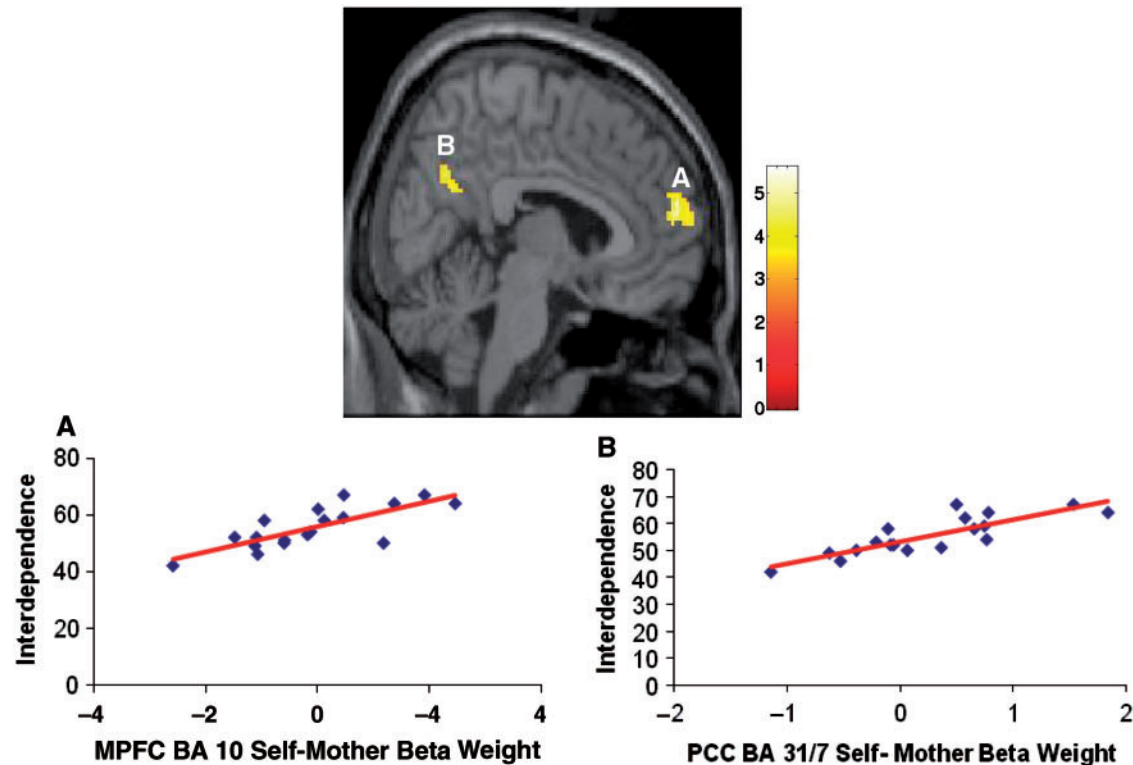 B
A
5
4
3
2
1
0
A
80
60
40
20
0
Interdependence
−4 −2 0 −4 4
MPFC BA 10 Self-Mother Beta Weight
B
80
70
60
50
40
30
20
10
0
Interdependence
−2 −1 0 1 2
PCC BA 31/7 Self- Mother Beta Weight